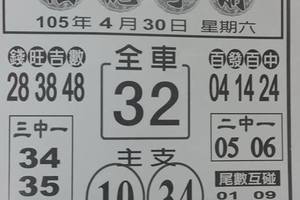 105年4月30日 星期六
錢旺吉數
28 38 48
全車
32
百發百中
04 14 24
三中一
34
35
主支
10 34
二中一
05 06
尾數互碰
01 09